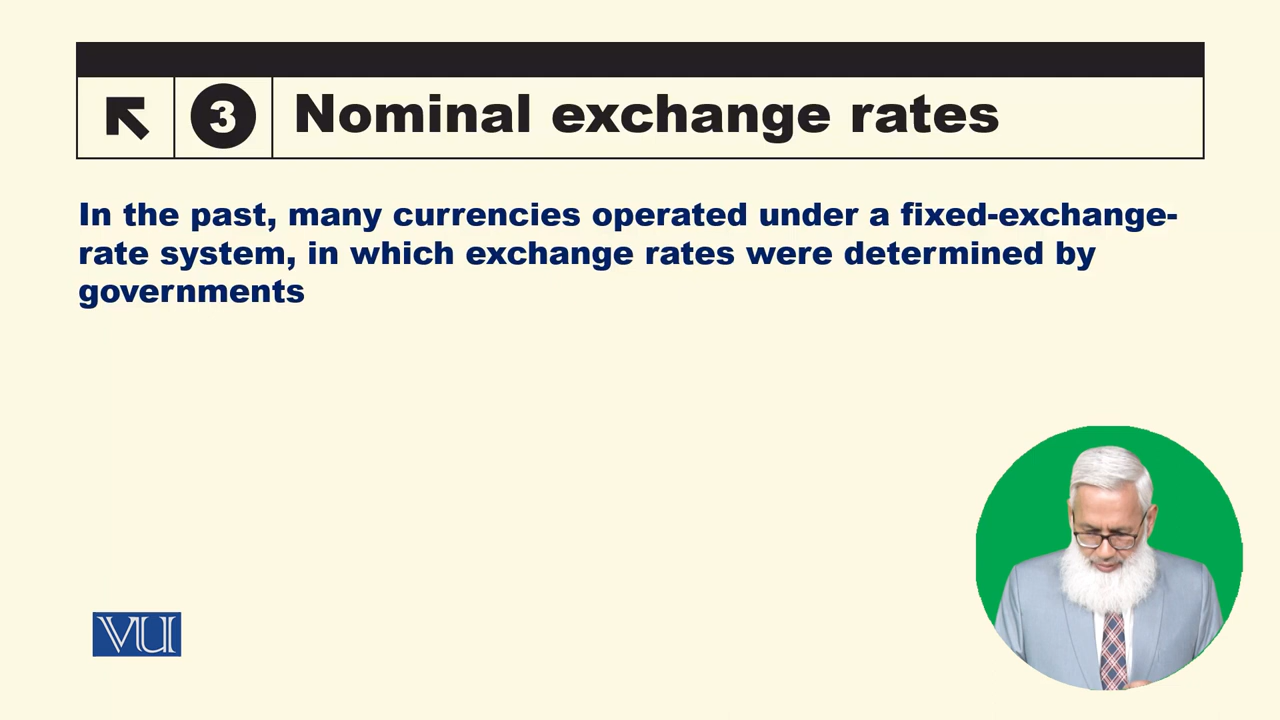 3 Nominal exchange rates
In the past, many currencies operated under a fixed-exchange-
rate system, in which exchange rates were determined by
governments
VU